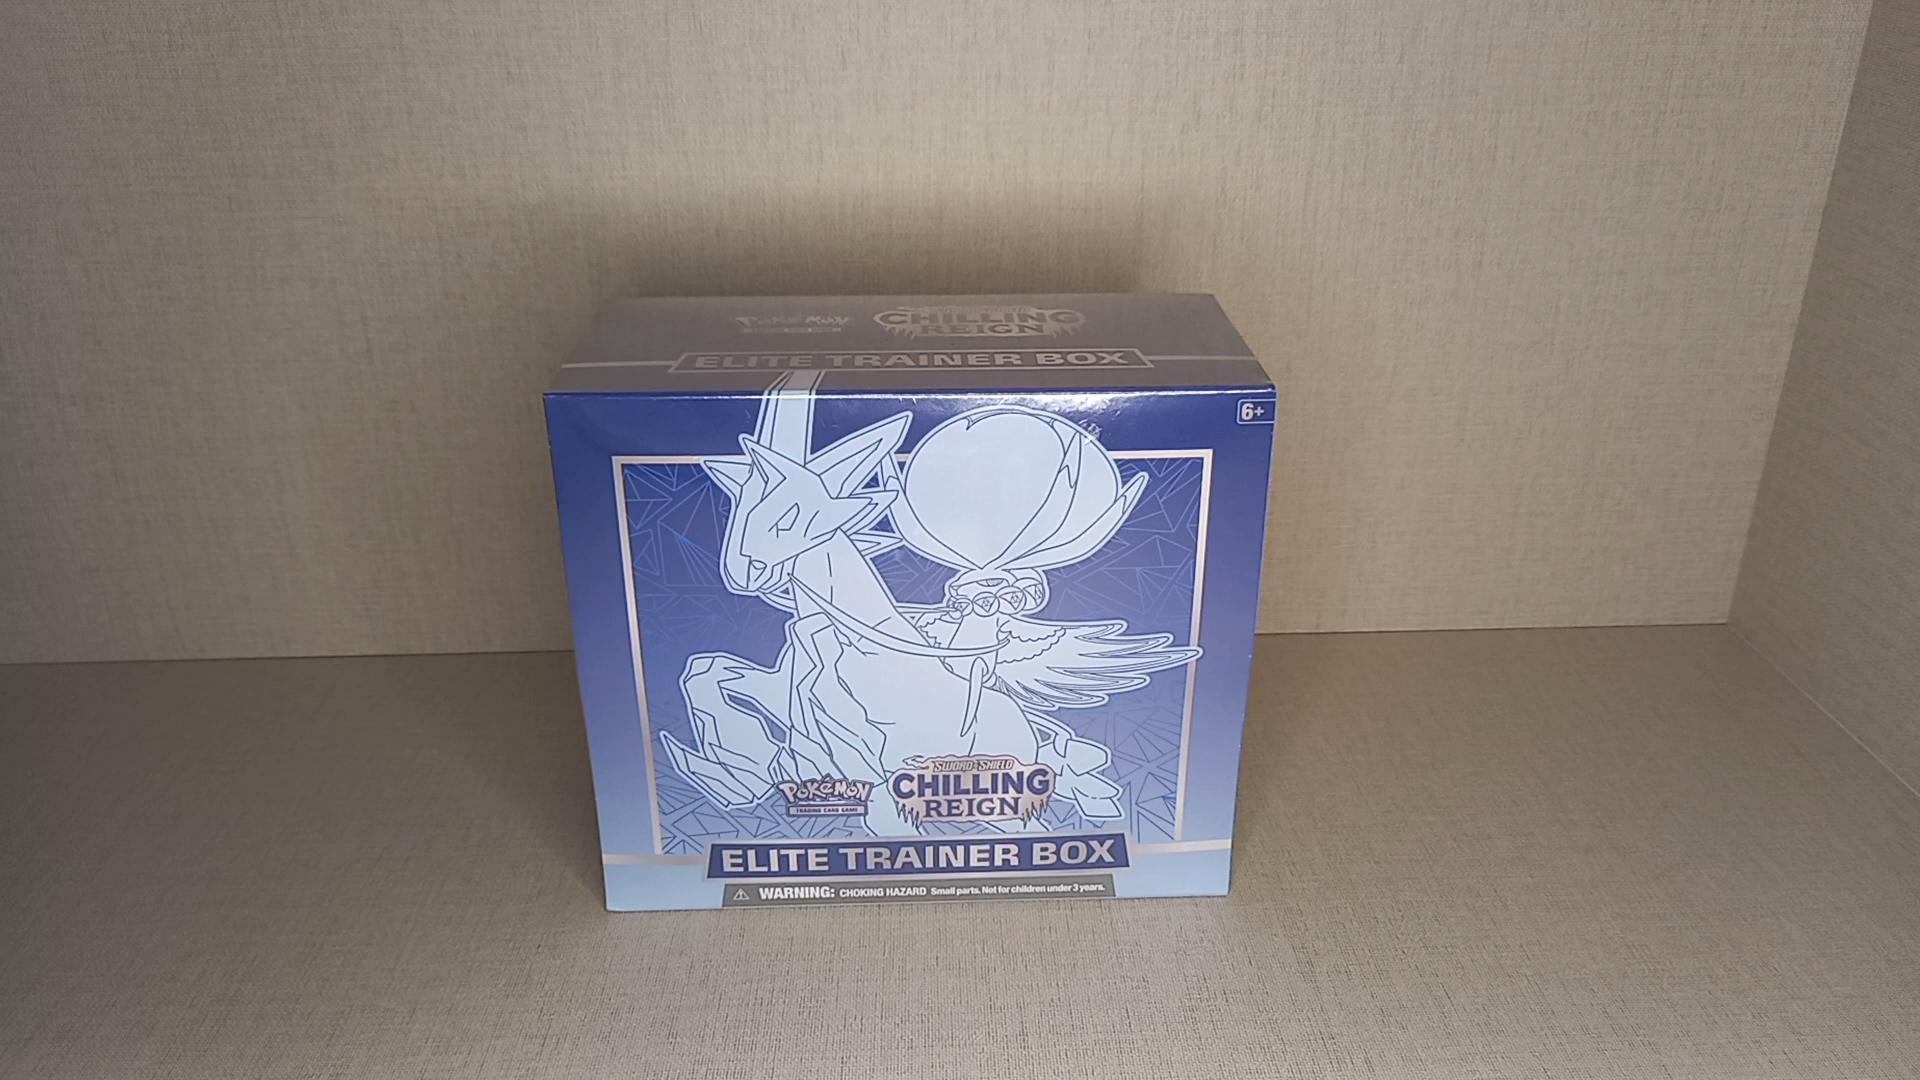 Pokémon
CHILLING
REIGN
ELITE TRAINER BOX
6+
Pokémon
TRADING CARD GAME
SWORD & SHIELD
CHILLING
REIGN
ELITE TRAINER BOX
WARNING: CHOKING HAZARD Small parts. Not for children under 3 years.